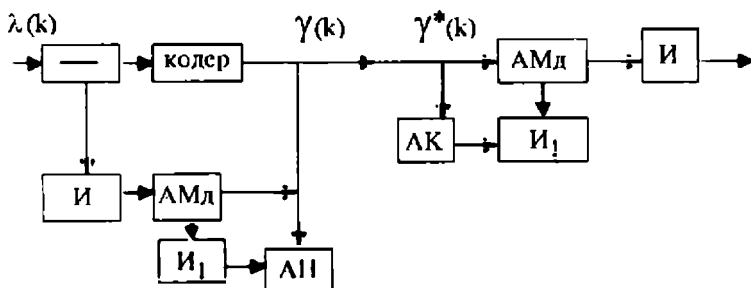 λ(k) γ(k) γ*(k)
— кодер АМд И
АК И₁
И АМд
И₁ АП